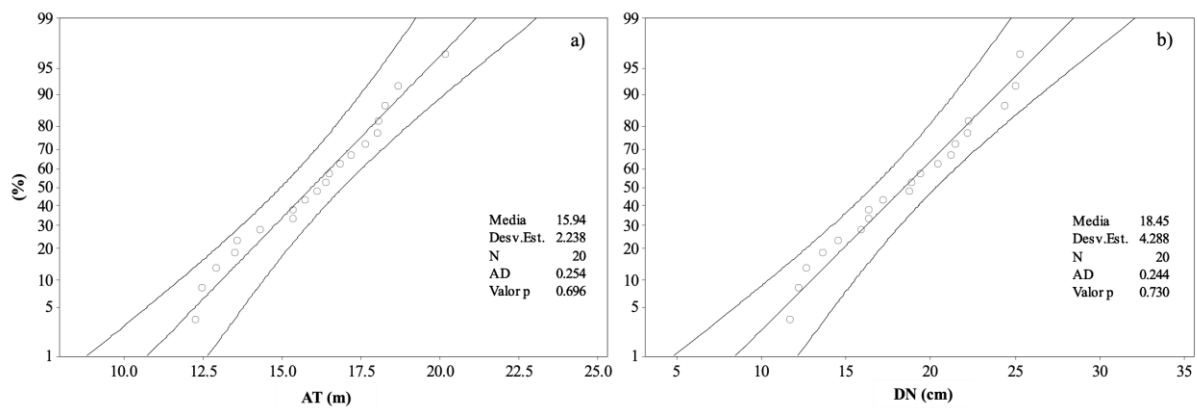 99
95
90
80
70
60
50
40
30
20
10
5
1
(%)
a)
Media 15.94
Desv.Est. 2.238
N 20
AD 0.254
Valor p 0.696
10.0 12.5 15.0 17.5 20.0 22.5 25.0
AT (m)
99
95
90
80
70
60
50
40
30
20
10
5
1
b)
Media 18.45
Desv.Est. 4.288
N 20
AD 0.244
Valor p 0.730
5 10 15 20 25 30 35
DN (cm)